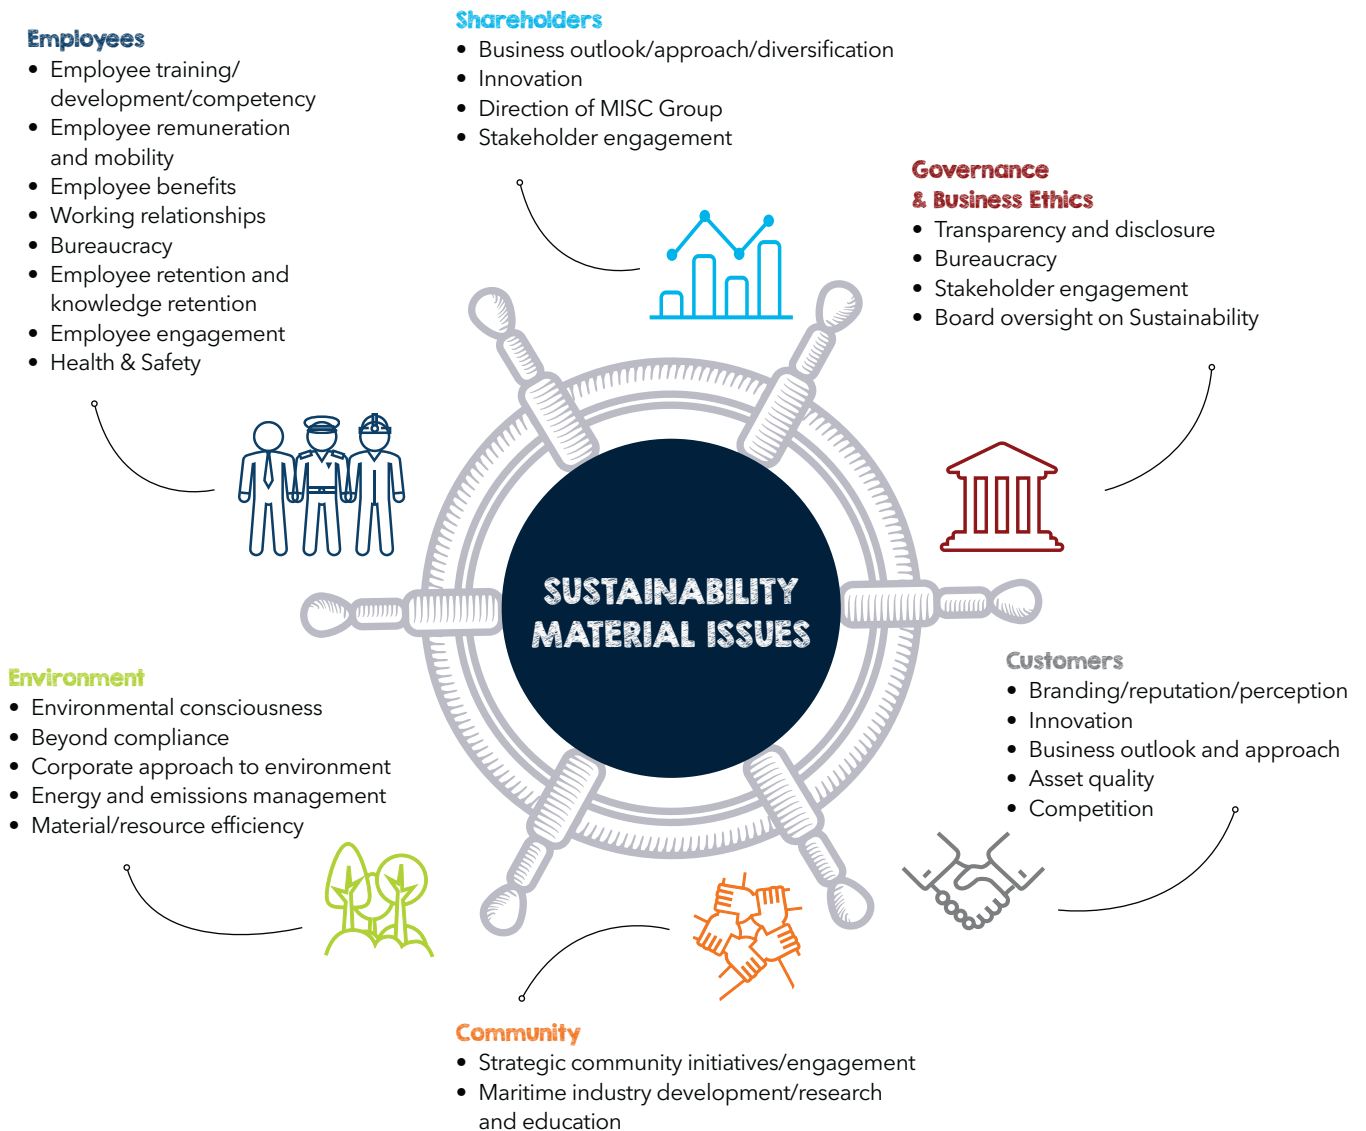 Shareholders
• Business outlook/approach/diversification
• Innovation
• Direction of MISC Group
• Stakeholder engagement
Employees
• Employee training/
development/competency
• Employee remuneration
and mobility
• Employee benefits
• Working relationships
• Bureaucracy
• Employee retention and
knowledge retention
• Employee engagement
• Health & Safety
Governance
& Business Ethics
• Transparency and disclosure
• Bureaucracy
• Stakeholder engagement
• Board oversight on Sustainability
SUSTAINABILITY
MATERIAL ISSUES
Environment
• Environmental consciousness
• Beyond compliance
• Corporate approach to environment
• Energy and emissions management
• Material/resource efficiency
Customers
• Branding/reputation/perception
• Innovation
• Business outlook and approach
• Asset quality
• Competition
Community
• Strategic community initiatives/engagement
• Maritime industry development/research
and education